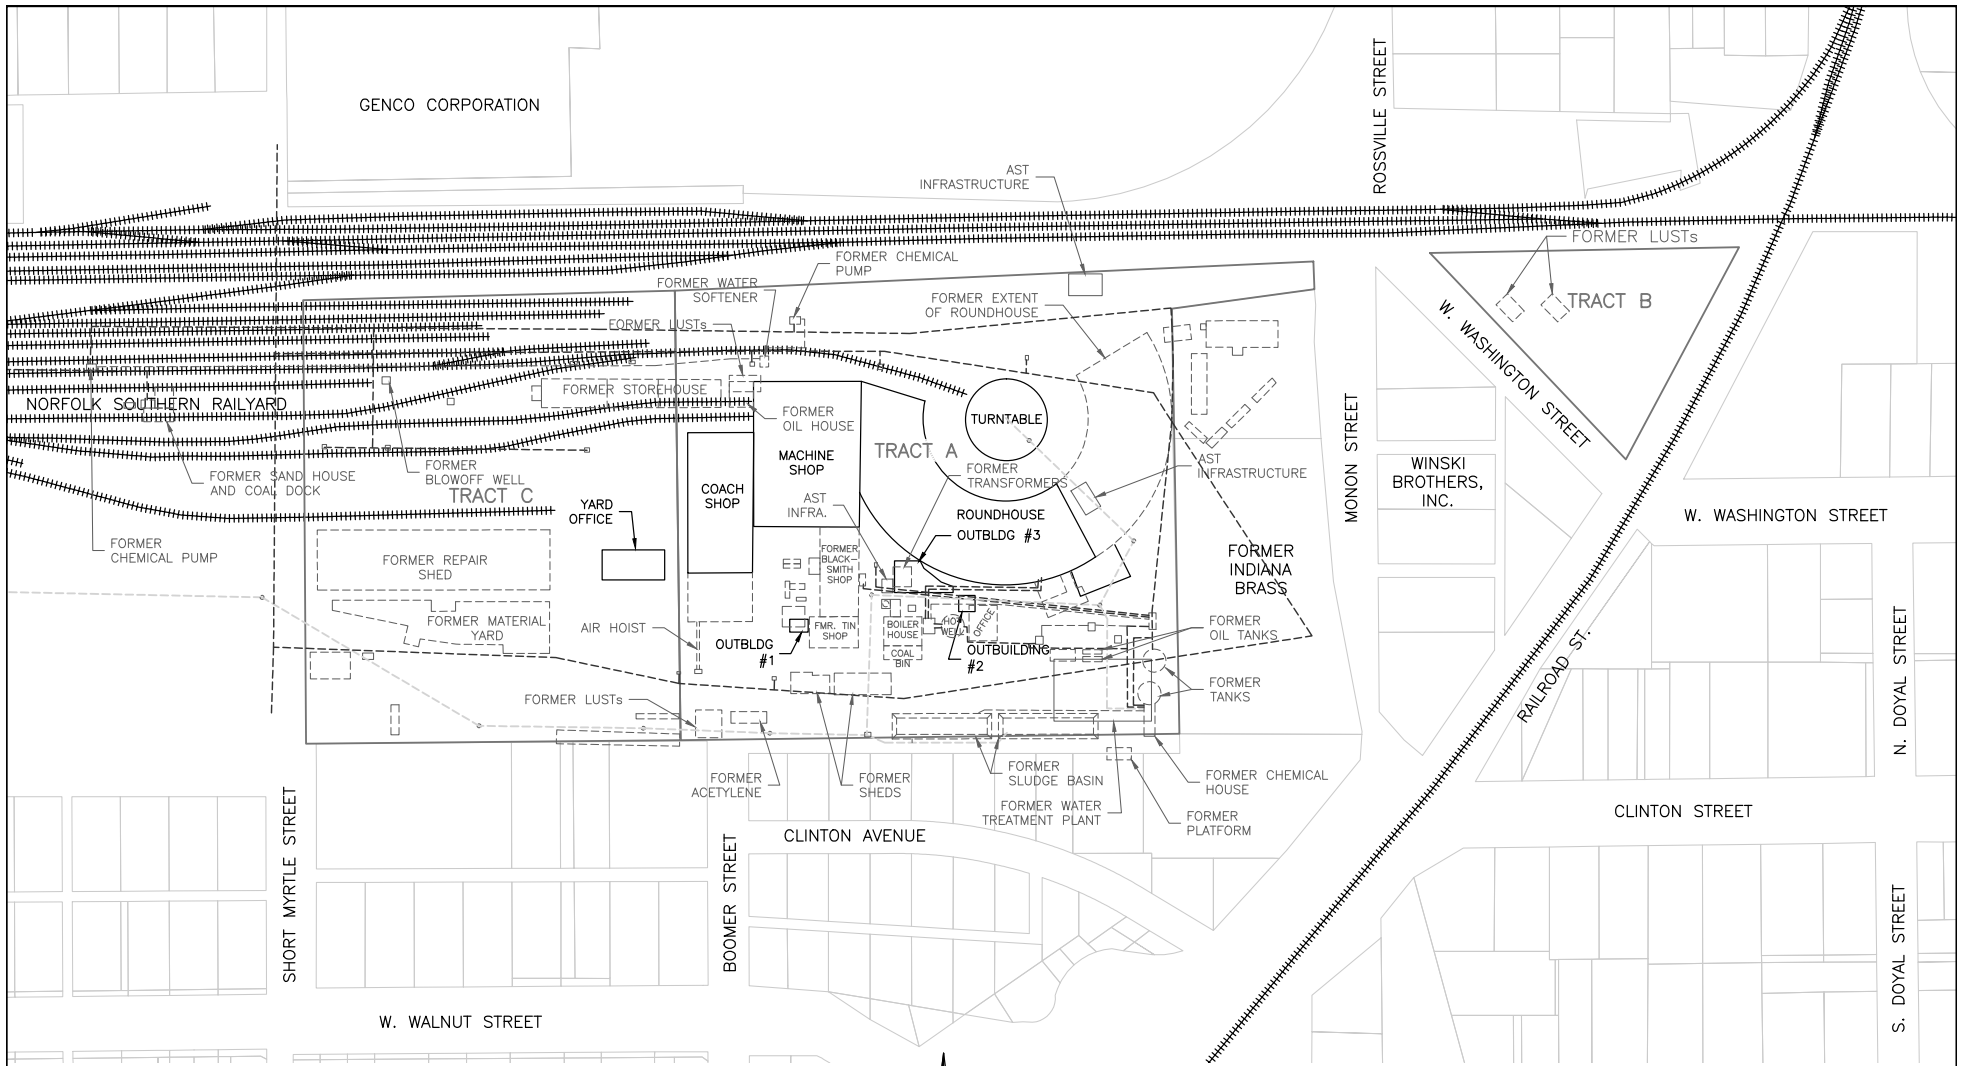 GENCO CORPORATION
ROSSVILLE STREET
AST
INFRASTRUCTURE
FORMER LUSTs
TRACT B
W. WASHINGTON STREET
FORMER CHEMICAL
PUMP
FORMER WATER
SOFTENER
FORMER LUSTs
FORMER EXTENT
OF ROUNDHOUSE
NORFOLK SOUTHERN RAILYARD
FORMER STOREHOUSE
FORMER
OIL HOUSE
TURNTABLE
TRACT A
MACHINE
SHOP
COACH
SHOP
FORMER
TRANSFORMERS
AST
INFRASTRUCTURE
AST
INFRA.
ROUNDHOUSE
OUTBLDG #3
FORMER
BLOWOFF WELL
TRACT C
FORMER SAND HOUSE
AND COAL DOCK
YARD
OFFICE
MONON STREET
WINSKI
BROTHERS,
INC.
W. WASHINGTON STREET
FORMER
CHEMICAL PUMP
FORMER REPAIR
SHED
FORMER
BLACK-
SMITH
SHOP
FORMER
INDIANA
BRASS
FORMER MATERIAL
YARD
AIR HOIST
OUTBLDG
#1
FMR. TIN
SHOP
BOILER
HOUSE
COAL
BIN
HOT
WELL
OFFICE
OUTBUILDING
#2
FORMER
OIL TANKS
FORMER
TANKS
RAILROAD ST.
N. DOYAL STREET
FORMER LUSTs
FORMER
ACETYLENE
FORMER
SHEDS
FORMER
SLUDGE BASIN
FORMER WATER
TREATMENT PLANT
FORMER CHEMICAL
HOUSE
FORMER
PLATFORM
CLINTON STREET
CLINTON AVENUE
SHORT MYRTLE STREET
BOOMER STREET
S. DOYAL STREET
W. WALNUT STREET